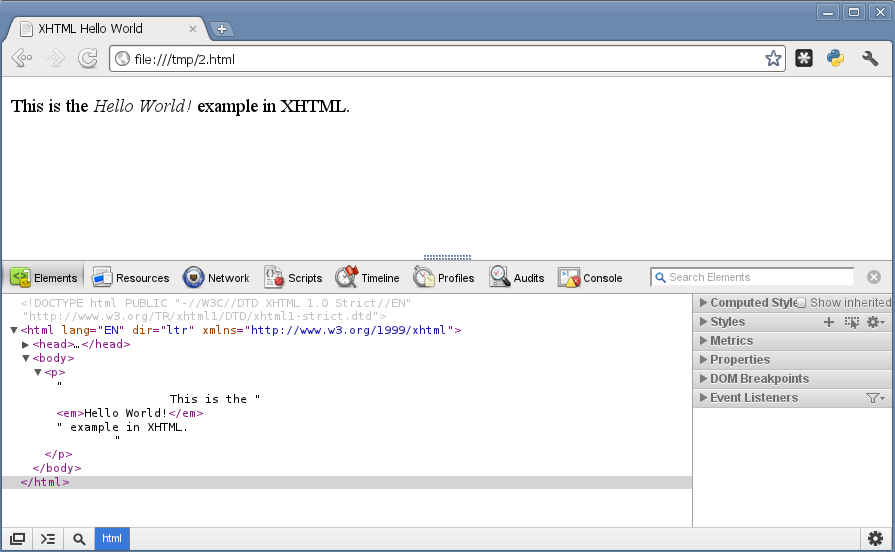 XHTML Hello World
file:///tmp/2.html
This is the Hello World! example in XHTML.
Elements Resources Network Scripts Timeline Profiles Audits Console Search Elements
<!DOCTYPE html PUBLIC "-//W3C//DTD XHTML 1.0 Strict//EN"
"http://www.w3.org/TR/xhtml1/DTD/xhtml1-strict.dtd">
<html lang="EN" dir="ltr" xmlns="http://www.w3.org/1999/xhtml">
<head>…</head>
<body>
<p>
"
This is the "
<em>Hello World!</em>
" example in XHTML.
"
</p>
</body>
</html>
Computed Style Show inherited
Styles
Metrics
Properties
DOM Breakpoints
Event Listeners
html